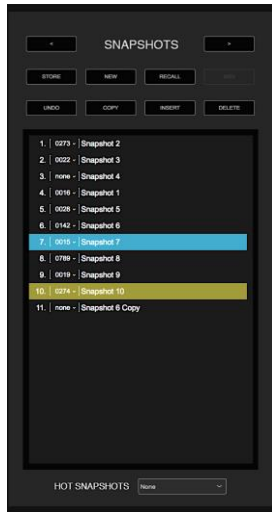 < SNAPSHOTS >
STORE NEW RECALL
UNDO COPY INSERT DELETE
1. 0273 Snapshot 2
2. 0022 Snapshot 3
3. none Snapshot 4
4. 0016 Snapshot 1
5. 0028 Snapshot 5
6. 0142 Snapshot 6
7. 0015 Snapshot 7
8. 0789 Snapshot 8
9. 0019 Snapshot 9
10. 0274 Snapshot 10
11. none Snapshot 6 Copy
HOT SNAPSHOTS None